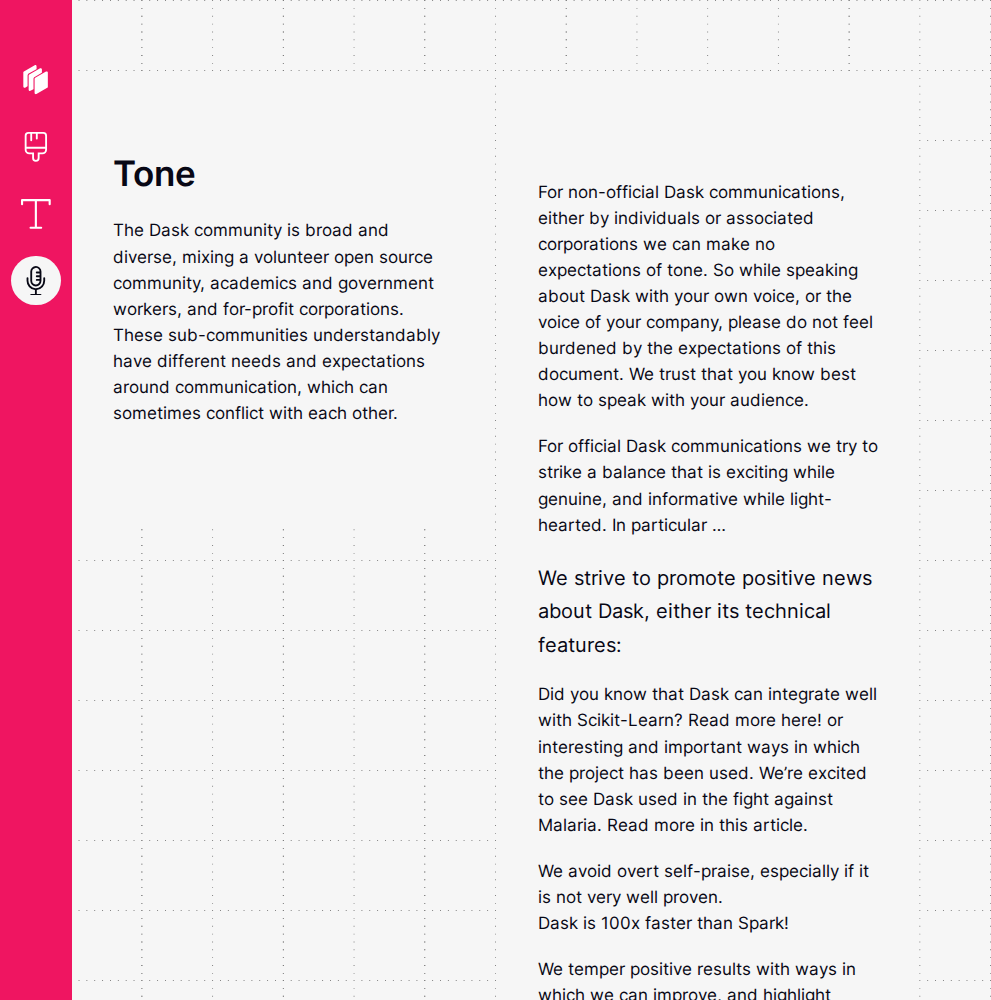 Tone
The Dask community is broad and
diverse, mixing a volunteer open source
community, academics and government
workers, and for-profit corporations.
These sub-communities understandably
have different needs and expectations
around communication, which can
sometimes conflict with each other.
For non-official Dask communications,
either by individuals or associated
corporations we can make no
expectations of tone. So while speaking
about Dask with your own voice, or the
voice of your company, please do not feel
burdened by the expectations of this
document. We trust that you know best
how to speak with your audience.
For official Dask communications we try to
strike a balance that is exciting while
genuine, and informative while light-
hearted. In particular ...
We strive to promote positive news
about Dask, either its technical
features:
Did you know that Dask can integrate well
with Scikit-Learn? Read more here! or
interesting and important ways in which
the project has been used. We’re excited
to see Dask used in the fight against
Malaria. Read more in this article.
We avoid overt self-praise, especially if it
is not very well proven.
Dask is 100x faster than Spark!
We temper positive results with ways in
which we can improve, and highlight